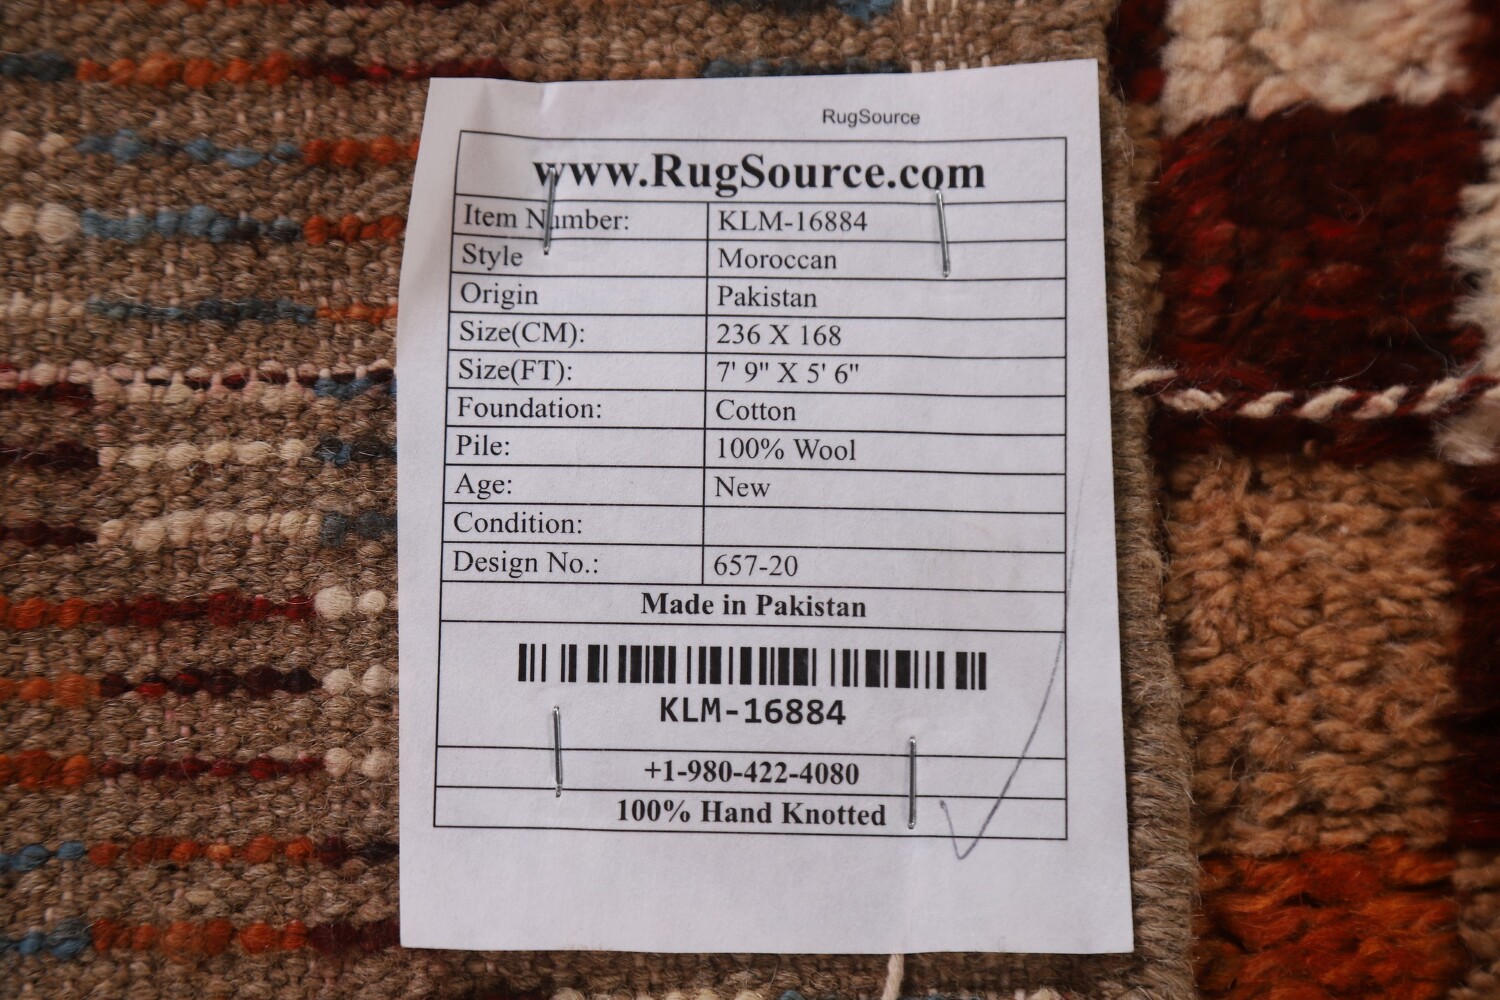 RugSource
www.RugSource.com
Item Number: KLM-16884
Style Moroccan
Origin Pakistan
Size(CM): 236 X 168
Size(FT): 7' 9" X 5' 6"
Foundation: Cotton
Pile: 100% Wool
Age: New
Condition:
Design No.: 657-20
Made in Pakistan
KLM-16884
+1-980-422-4080
100% Hand Knotted